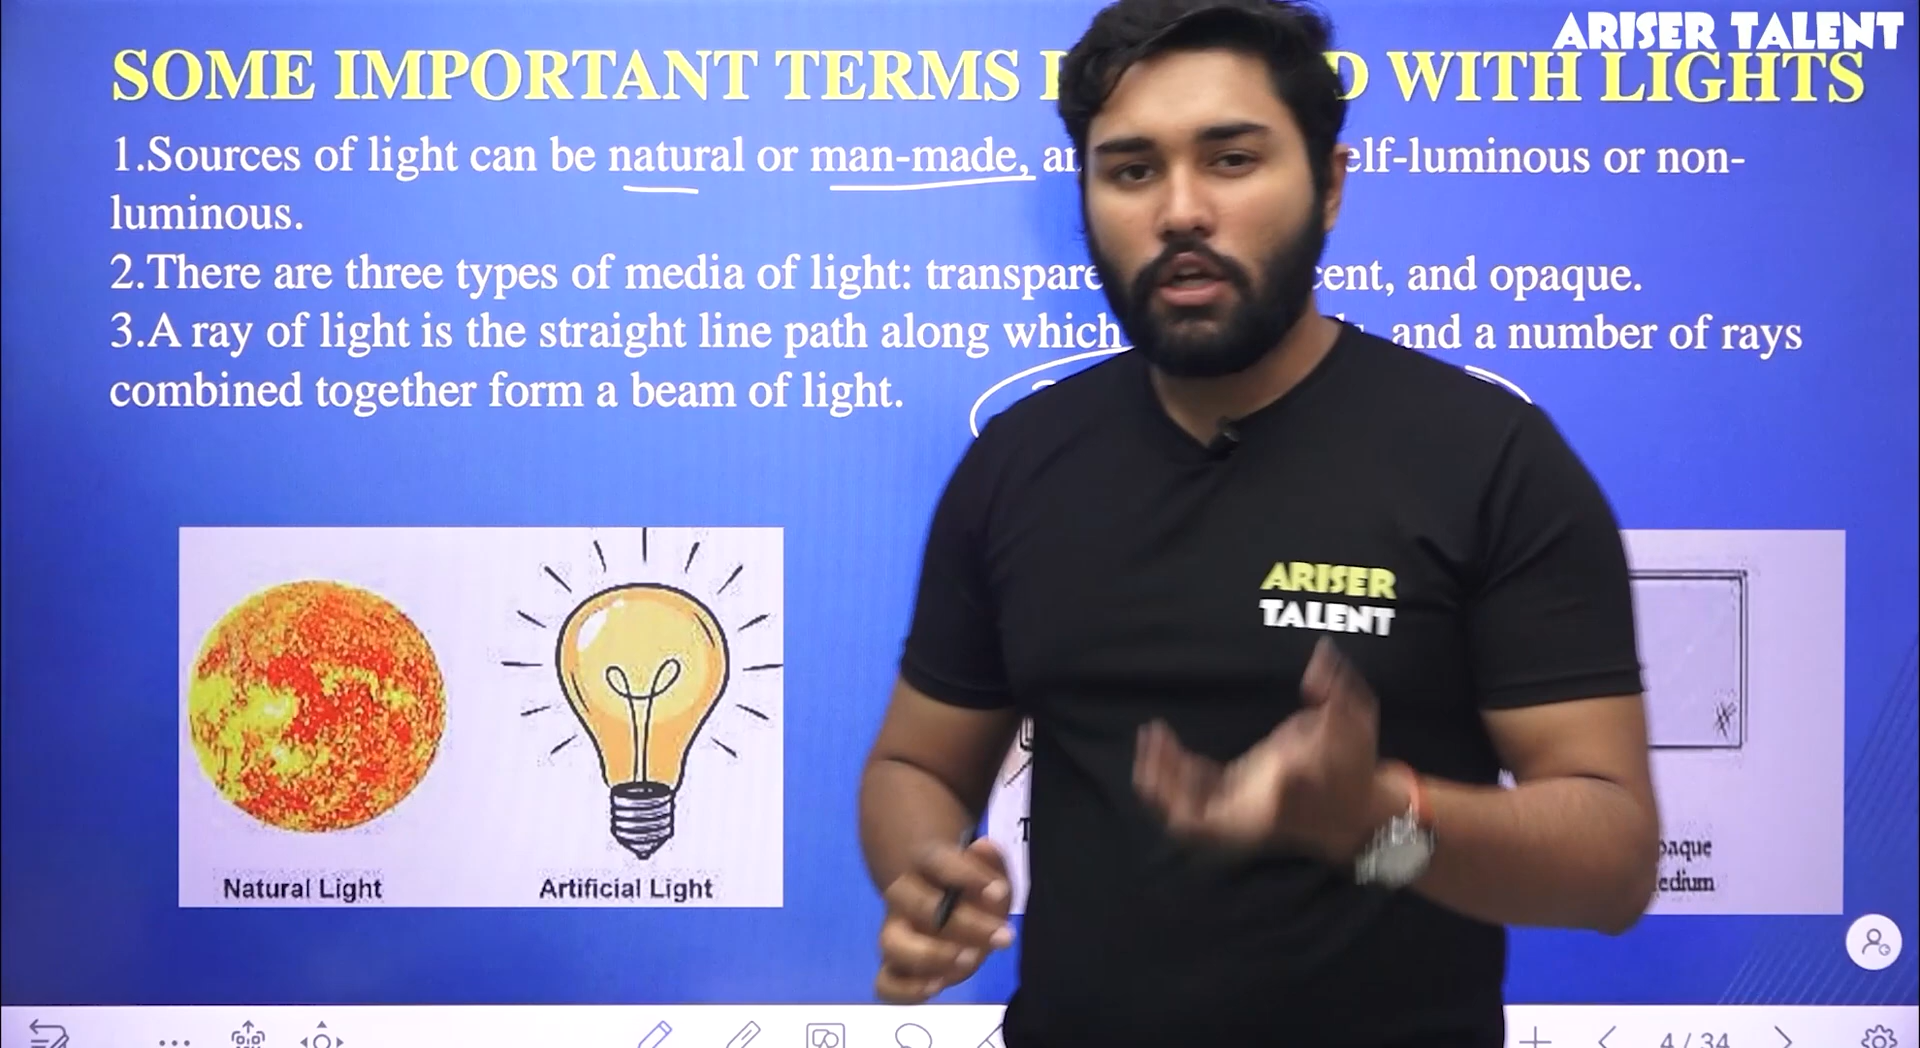 ARISER TALENT
SOME IMPORTANT TERMS WITH LIGHTS
1.Sources of light can be natural or man-made, elf-luminous or non-
luminous.
2.There are three types of media of light: transpare cent, and opaque.
3.A ray of light is the straight line path along which and a number of rays
combined together form a beam of light.
ARISER
TALENT
Natural Light
Artificial Light
paque
edium
4 / 34